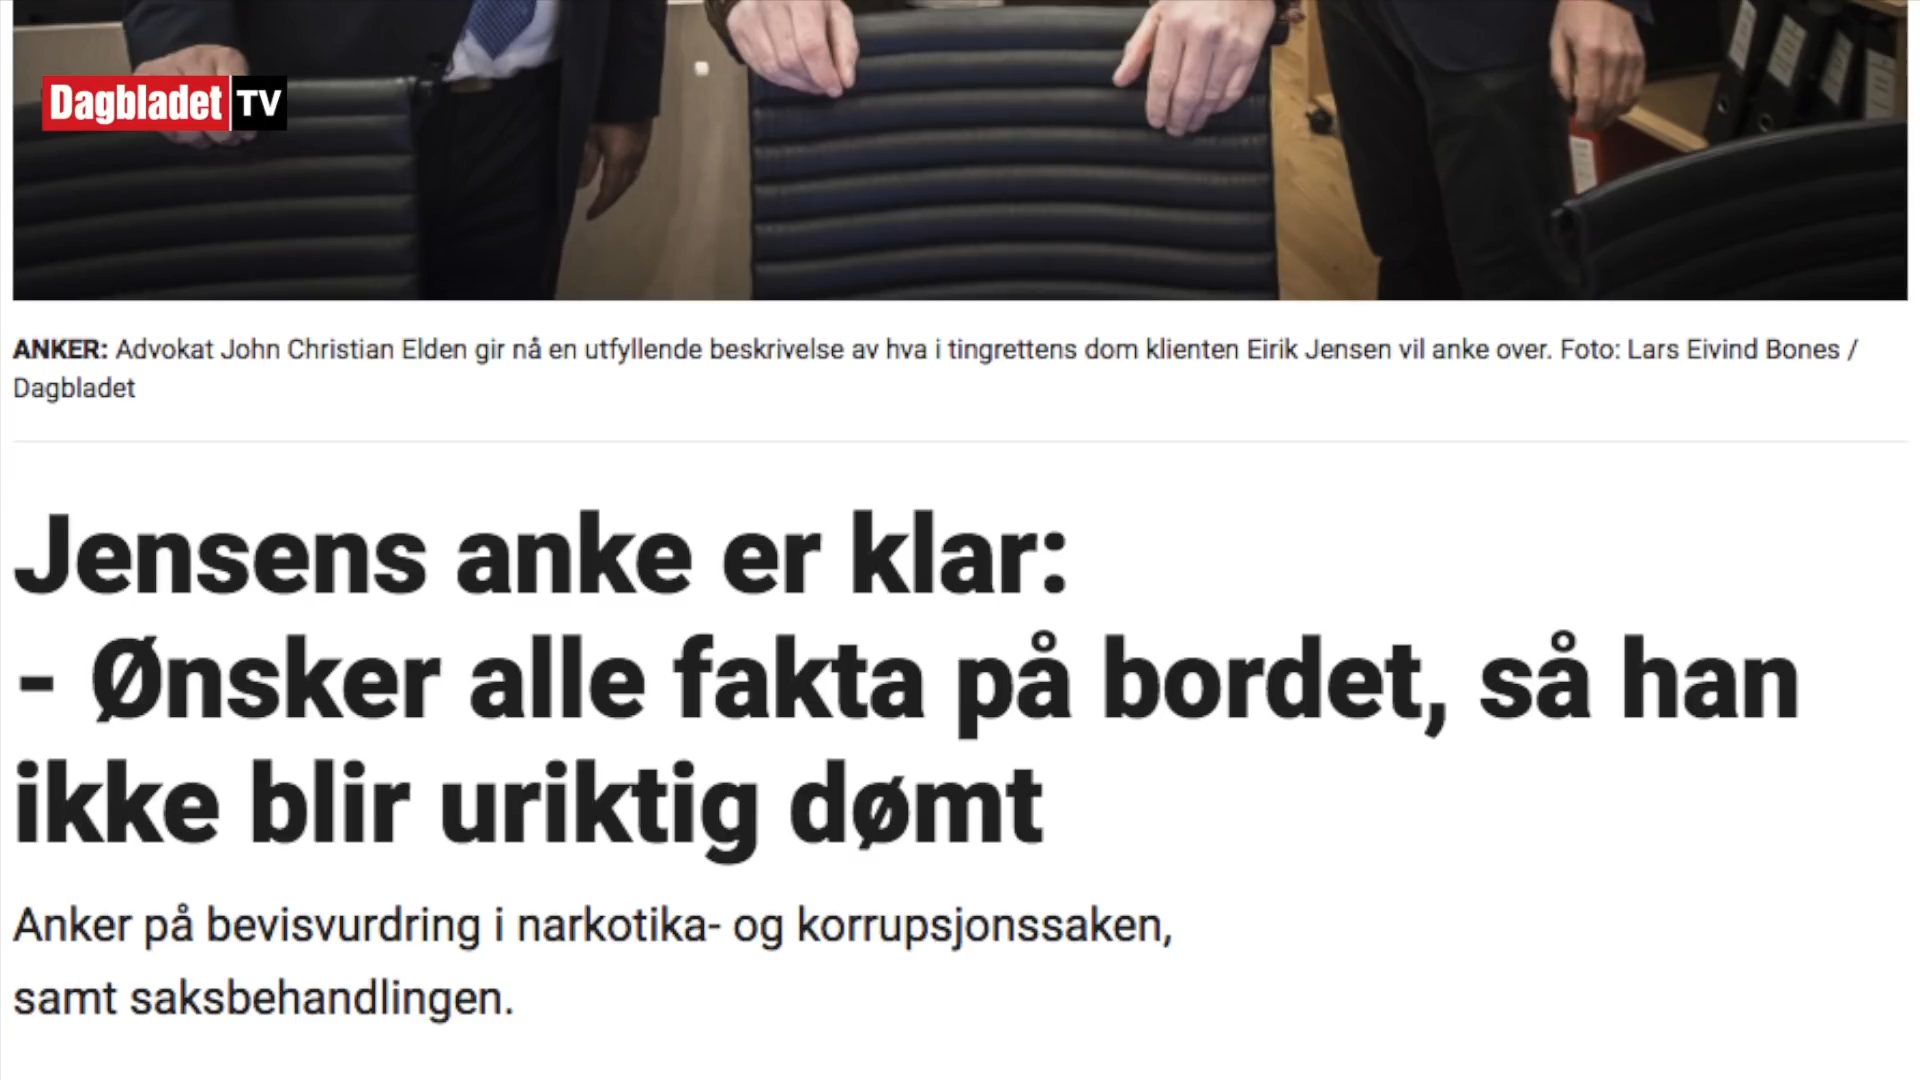 Dagbladet TV
ANKER: Advokat John Christian Elden gir nå en utfyllende beskrivelse av hva i tingrettens dom klienten Eirik Jensen vil anke over. Foto: Lars Eivind Bones /
Dagbladet
Jensens anke er klar:
- Ønsker alle fakta på bordet, så han
ikke blir uriktig dømt
Anker på bevisvurdring i narkotika- og korrupsjonssaken,
samt saksbehandlingen.